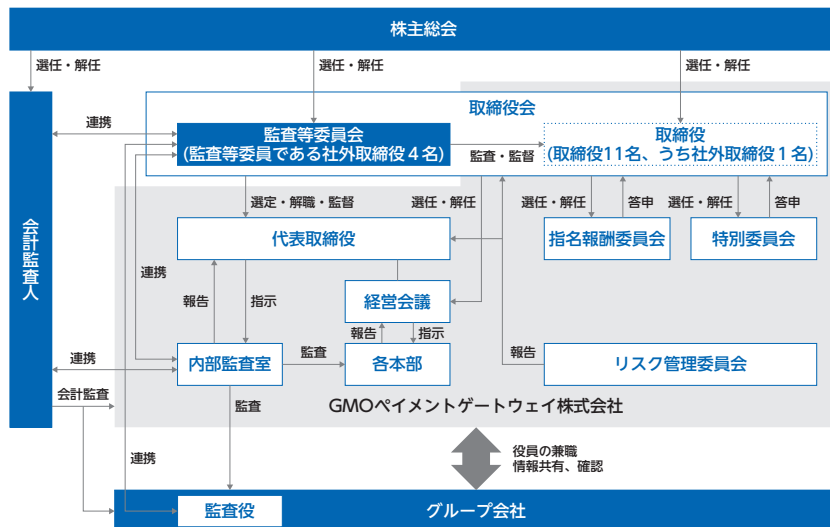 株主総会
選任・解任
選任・解任
選任・解任
取締役会
連携
監査等委員会
(監査等委員である社外取締役4名)
監査・監督
取締役
(取締役11名、うち社外取締役1名)
選定・解職・監督
選任・解任
選任・解任
答申
選任・解任
答申
会計監査人
代表取締役
指名報酬委員会
特別委員会
連携
報告
指示
経営会議
報告
指示
連携
内部監査室
監査
各本部
報告
リスク管理委員会
会計監査
監査
GMOペイメントゲートウェイ株式会社
連携
役員の兼職
情報共有、確認
監査役
グループ会社